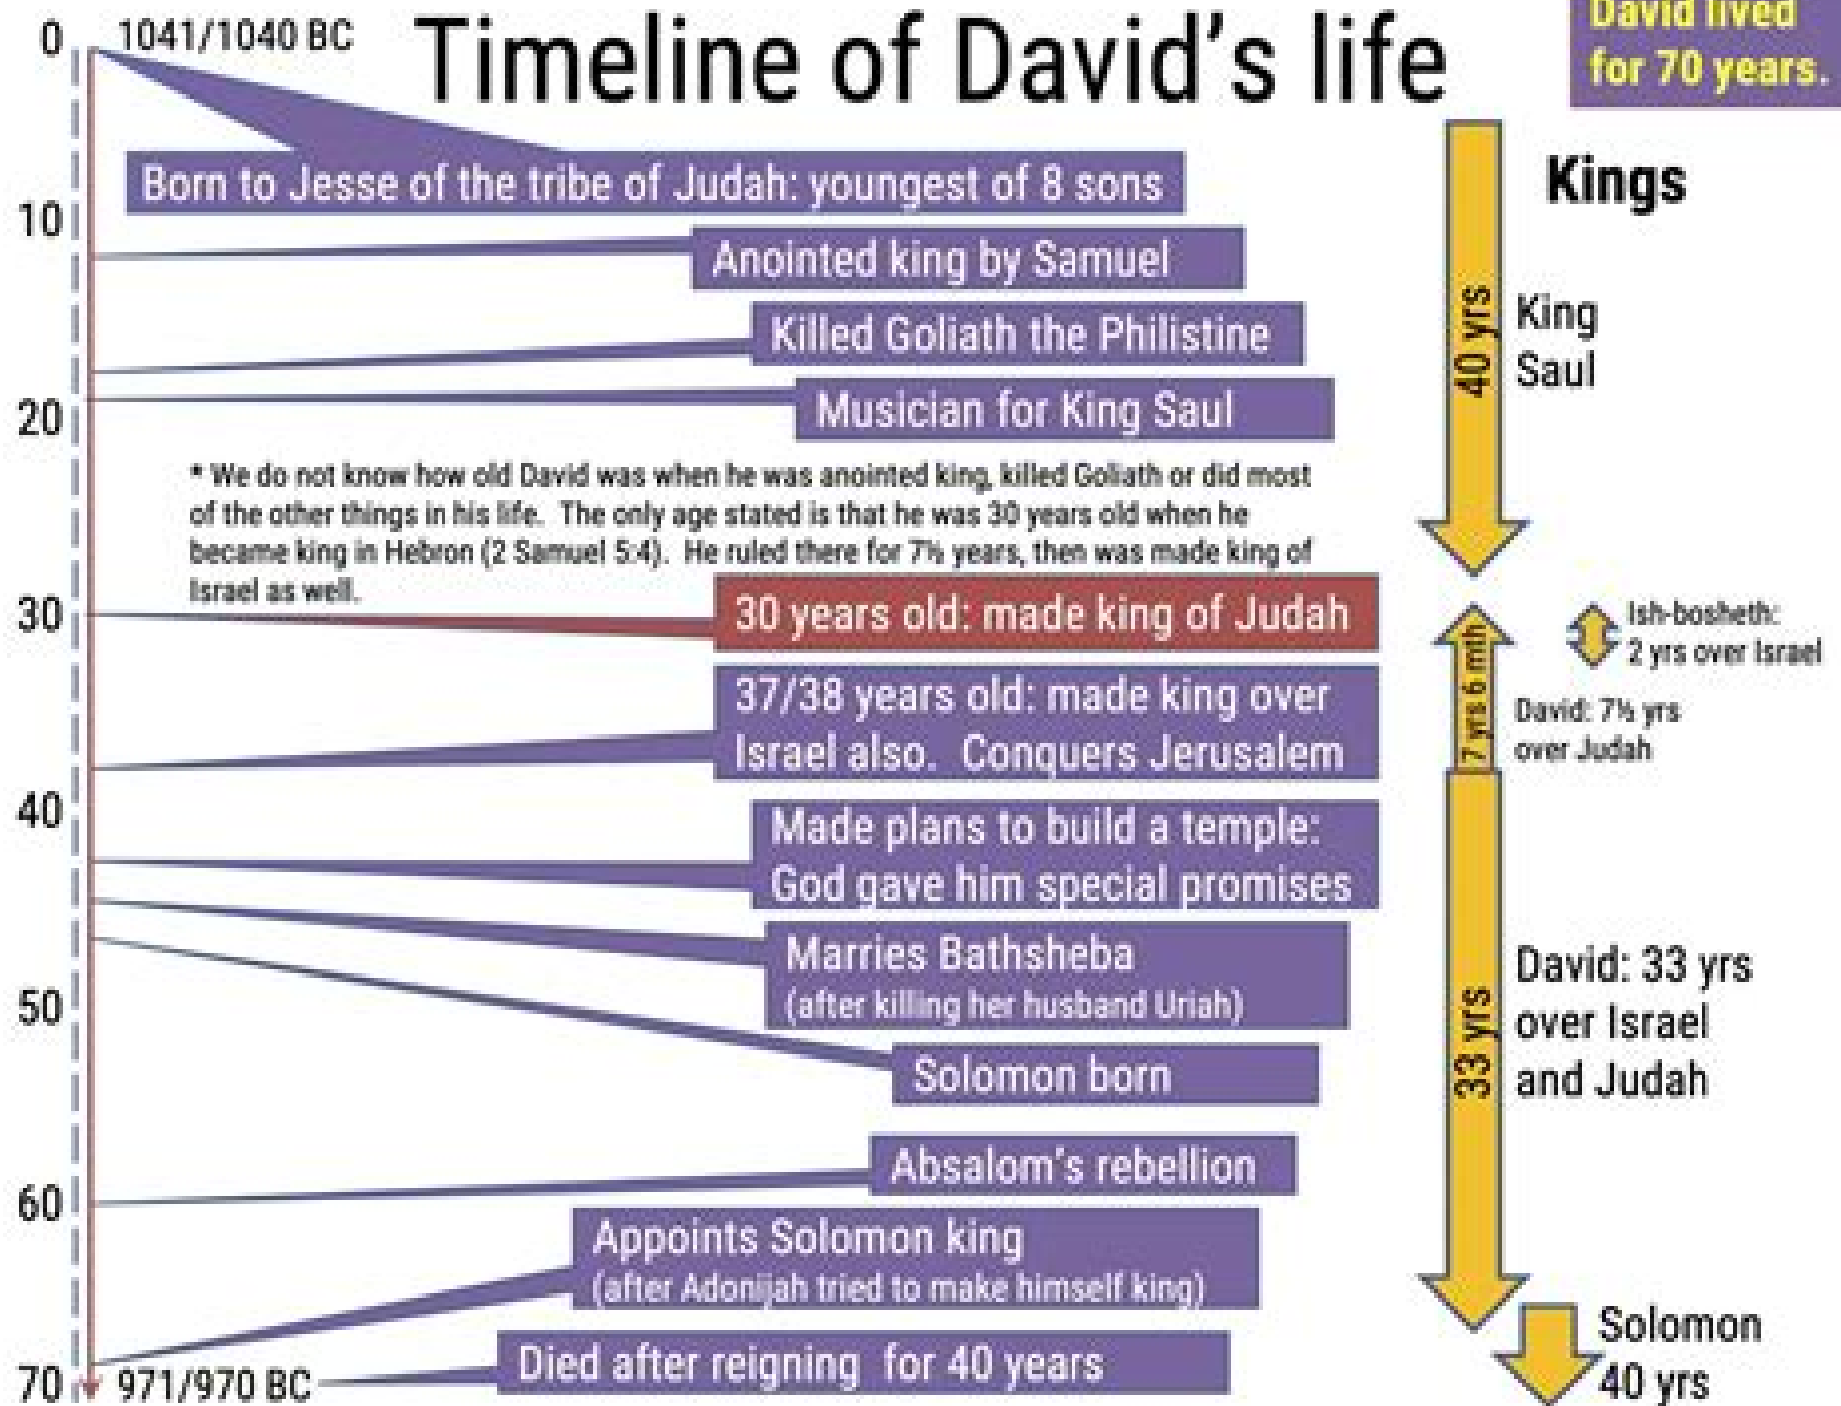 0
1041/1040 BC
Timeline of David's life
David lived
for 70 years.
Born to Jesse of the tribe of Judah: youngest of 8 sons
10
Anointed king by Samuel
Killed Goliath the Philistine
20
Musician for King Saul
* We do not know how old David was when he was anointed king, killed Goliath or did most
of the other things in his life. The only age stated is that he was 30 years old when he
became king in Hebron (2 Samuel 5:4). He ruled there for 7½ years, then was made king of
Israel as well.
30
30 years old: made king of Judah
37/38 years old: made king over
Israel also. Conquers Jerusalem
40
Made plans to build a temple:
God gave him special promises
Marries Bathsheba
(after killing her husband Uriah)
50
Solomon born
Absalom's rebellion
60
Appoints Solomon king
(after Adonijah tried to make himself king)
70
971/970 BC
Died after reigning for 40 years
Kings
40 yrs
King
Saul
Ish-bosheth:
2 yrs over Israel
7 yrs 6 mth
David: 7½ yrs
over Judah
33 yrs
David: 33 yrs
over Israel
and Judah
Solomon
40 yrs